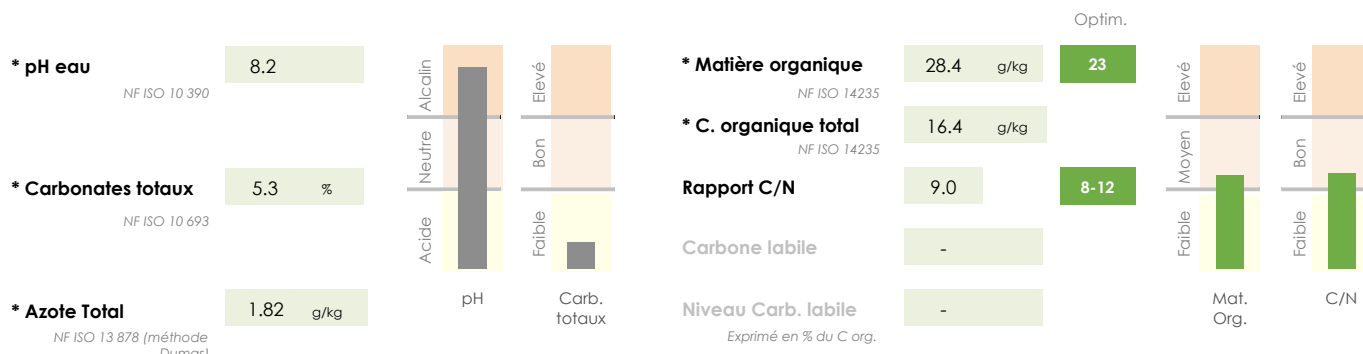 Optim.
* pH eau 8.2
NF ISO 10 390
* Carbonates totaux 5.3 %
NF ISO 10 693
* Azote Total 1.82 g/kg
NF ISO 13 878 (méthode
Dumas)
Alcalin
Neutre
Acide
pH
Elevé
Bon
Faible
Carb.
totaux
* Matière organique 28.4 g/kg 23
NF ISO 14235
* C. organique total 16.4 g/kg
NF ISO 14235
Rapport C/N 9.0 8-12
Carbone labile -
Niveau Carb. labile -
Exprimé en % du C org.
Elevé
Moyen
Faible
Mat.
Org.
Elevé
Bon
Faible
C/N